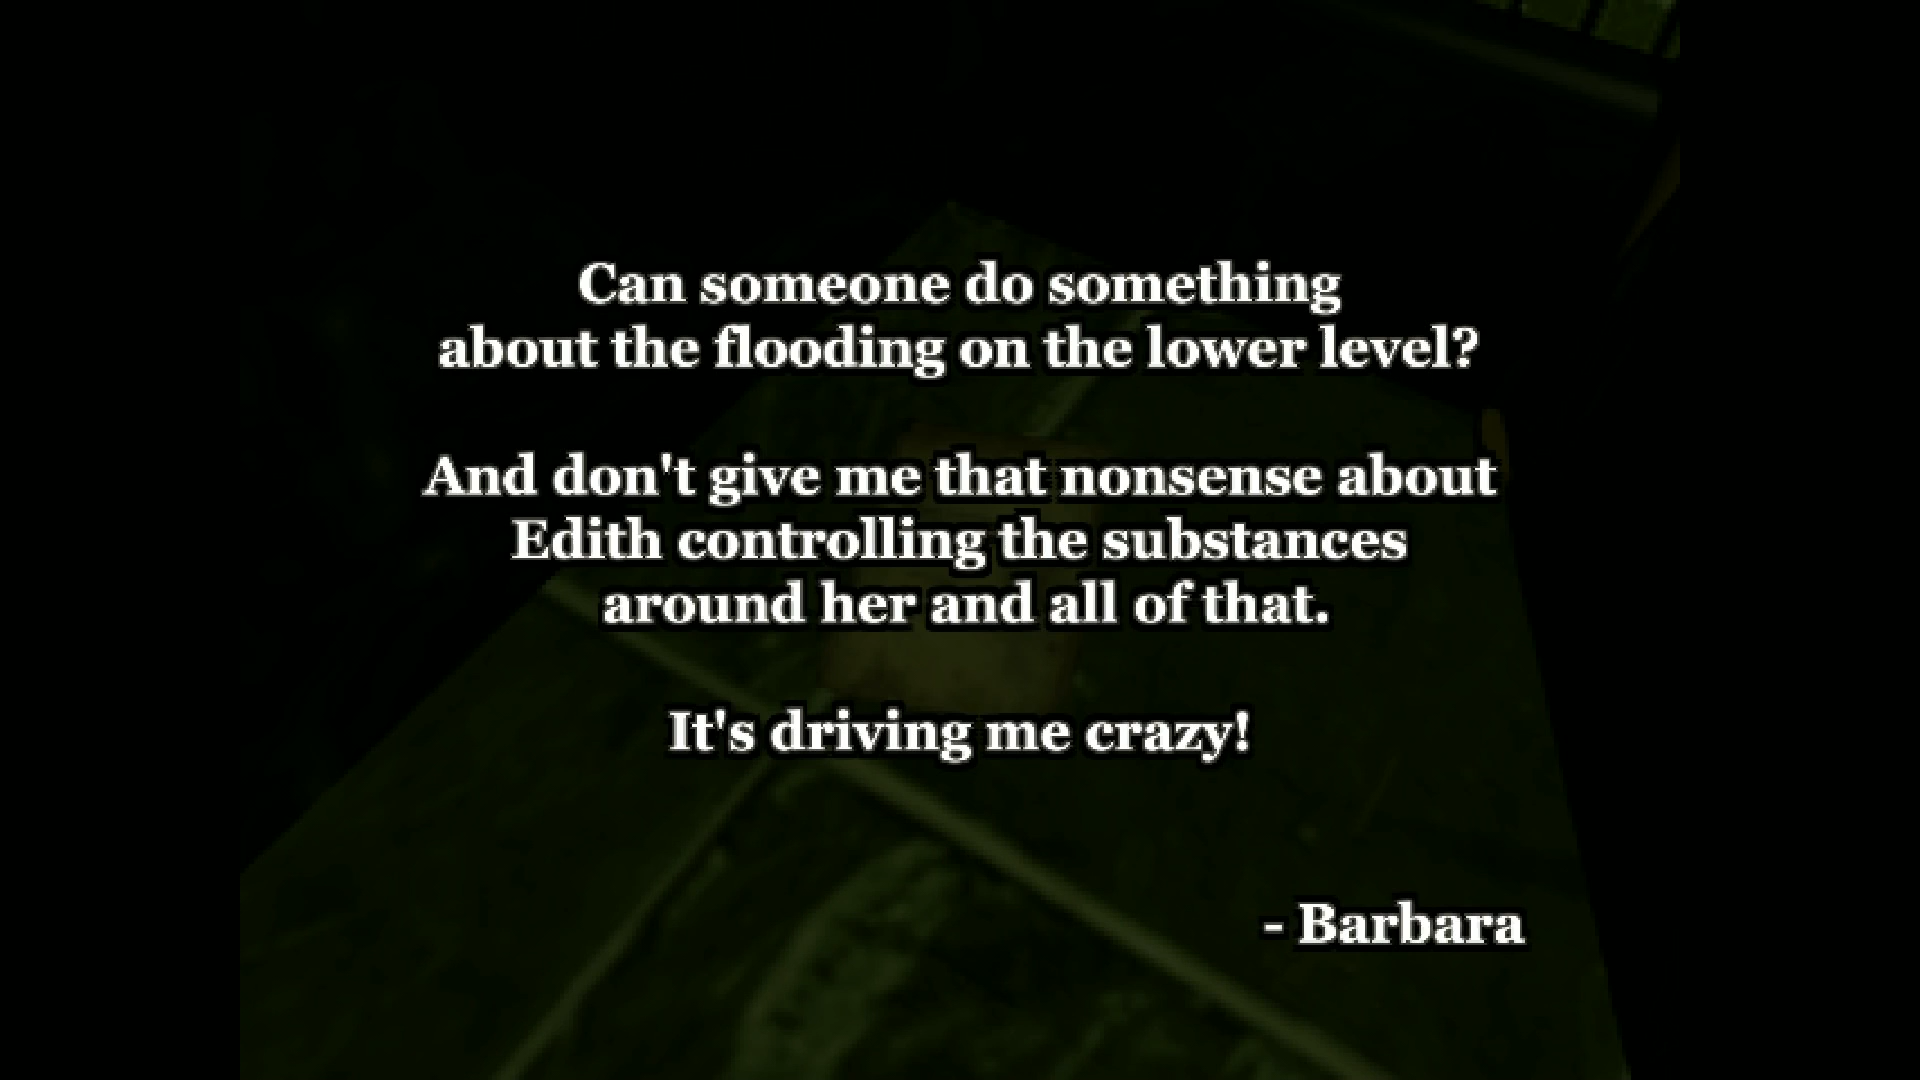 Can someone do something
about the flooding on the lower level?
And don't give me that nonsense about
Edith controlling the substances
around her and all of that.
It's driving me crazy!
- Barbara